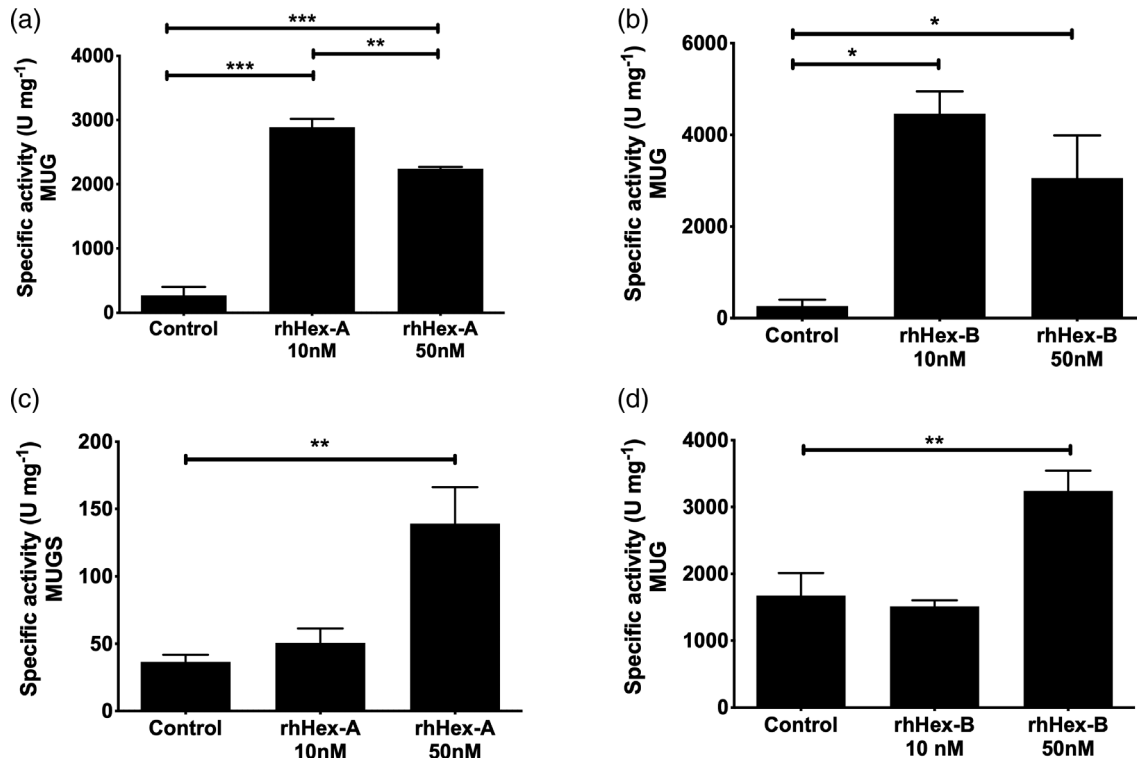 (a)
***
**
***
4000
3000
2000
1000
0
Specific activity (U mg⁻¹)
MUG
Control
rhHex-A
10nM
rhHex-A
50nM
(b)
*
*
6000
4000
2000
0
Specific activity (U mg⁻¹)
MUG
Control
rhHex-B
10nM
rhHex-B
50nM
(c)
**
200
150
100
50
0
Specific activity (U mg⁻¹)
MUGS
Control
rhHex-A
10nM
rhHex-A
50nM
(d)
**
4000
3000
2000
1000
0
Specific activity (U mg⁻¹)
MUG
Control
rhHex-B
10 nM
rhHex-B
50nM